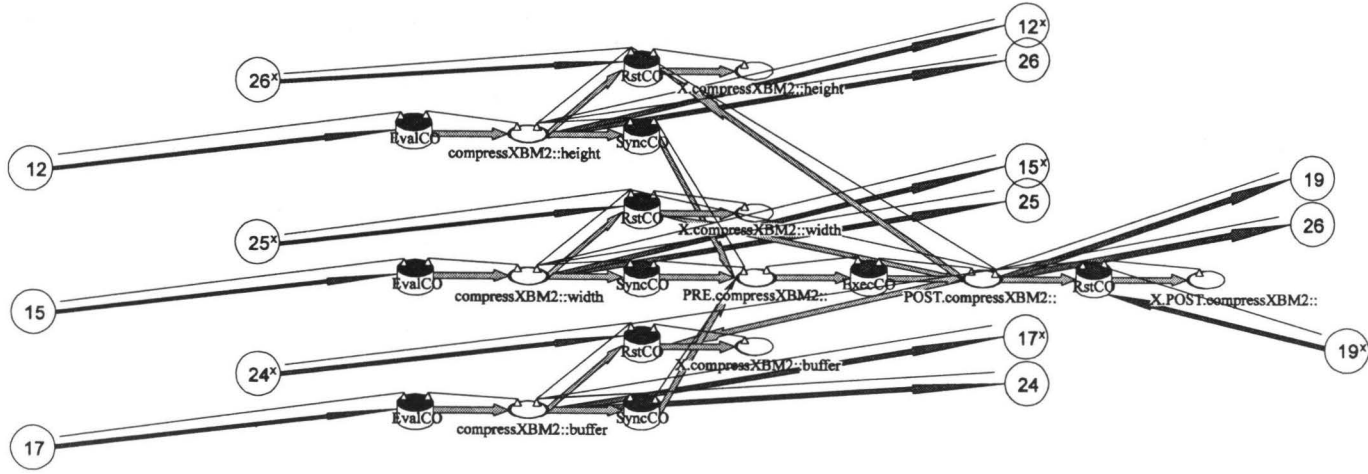 12ˣ
26
26ˣ
RstCO
X.compressXBM2::height
EvalCO
compressXBM2::height
SyncCO
12
15ˣ
25
19
26
25ˣ
RstCO
X.compressXBM2::width
15
EvalCO
compressXBM2::width
SyncCO
PRE.compressXBM2::
ExecCO
POST.compressXBM2::
RstCO
X.POST.compressXBM2::
19ˣ
24ˣ
RstCO
X.compressXBM2::buffer
17ˣ
24
17
EvalCO
compressXBM2::buffer
SyncCO